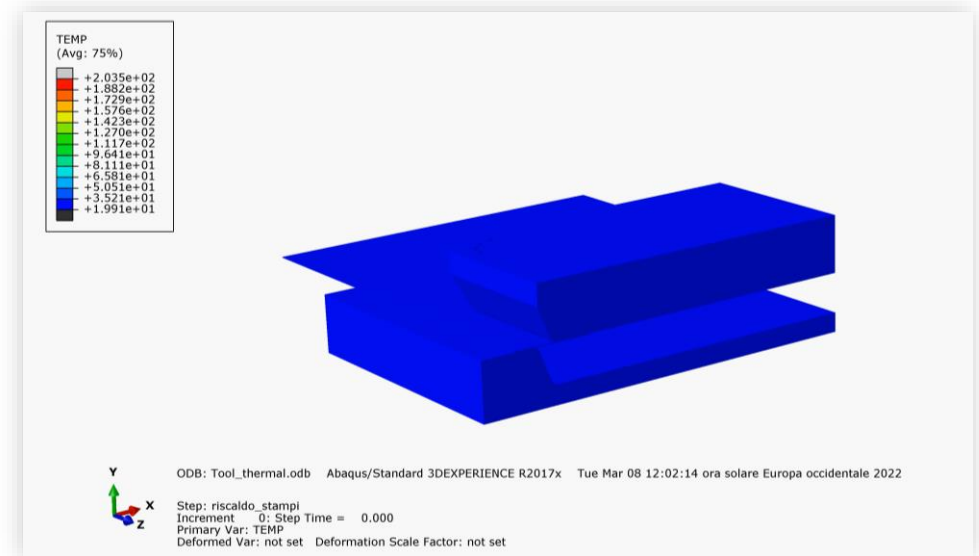 TEMP
(Avg: 75%)
+2.035e+02
+1.882e+02
+1.729e+02
+1.576e+02
+1.423e+02
+1.270e+02
+1.117e+02
+9.641e+01
+8.111e+01
+6.581e+01
+5.051e+01
+3.521e+01
+1.991e+01
Y
X
Z
ODB: Tool_thermal.odb Abaqus/Standard 3DEXPERIENCE R2017x Tue Mar 08 12:02:14 ora solare Europa occidentale 2022
Step: riscaldo_stampi
Increment 0: Step Time = 0.000
Primary Var: TEMP
Deformed Var: not set Deformation Scale Factor: not set